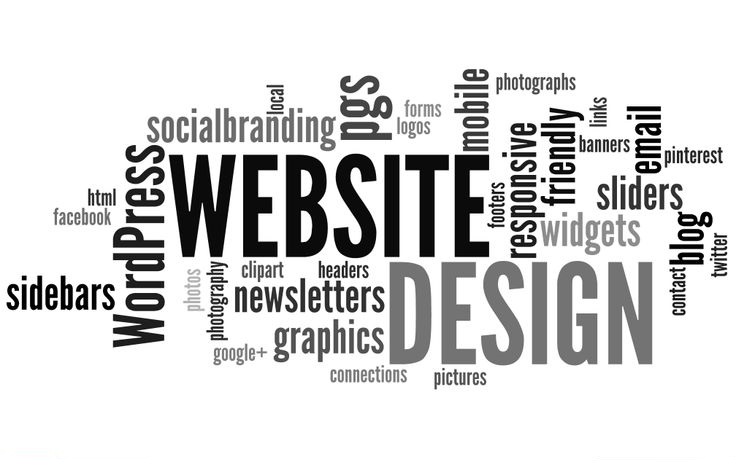 photographs
mobile
pgs
local
forms
logos
links
socialbranding
email
friendly
banners
pinterest
responsive
WordPress
WEBSITE
footers
sliders
html
facebook
widgets
blog
twitter
contact
sidebars
photos
photography
clipart
headers
newsletters
DESIGN
graphics
google+
connections
pictures